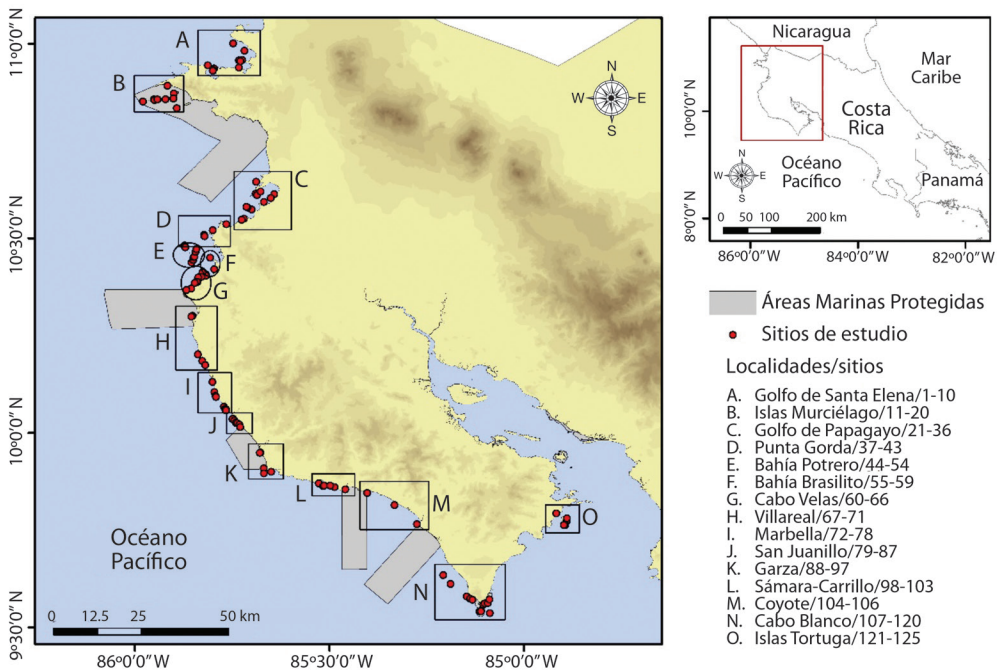 11°0'0" N
10°30'0" N
10°0'0" N
9°30'0" N
A
B
C
D
E
F
G
H
I
J
K
L
M
N
O
N
W
E
S
Océano
Pacífico
0
12.5
25
50 km
86°0'0"W
85°30'0"W
85°0'0"W
Nicaragua
Mar
Caribe
Costa
Rica
Océano
Pacífico
Panamá
N
W
E
S
0
50
100
200 km
10°0'0" N
8°0'0" N
86°0'0"W
84°0'0"W
82°0'0"W
Áreas Marinas Protegidas
Sitios de estudio
Localidades/sitios
A. Golfo de Santa Elena/1-10
B. Islas Murciélago/11-20
C. Golfo de Papagayo/21-36
D. Punta Gorda/37-43
E. Bahía Potrero/44-54
F. Bahía Brasilito/55-59
G. Cabo Velas/60-66
H. Villareal/67-71
I. Marbella/72-78
J. San Juanillo/79-87
K. Garza/88-97
L. Sámara-Carrillo/98-103
M. Coyote/104-106
N. Cabo Blanco/107-120
O. Islas Tortuga/121-125